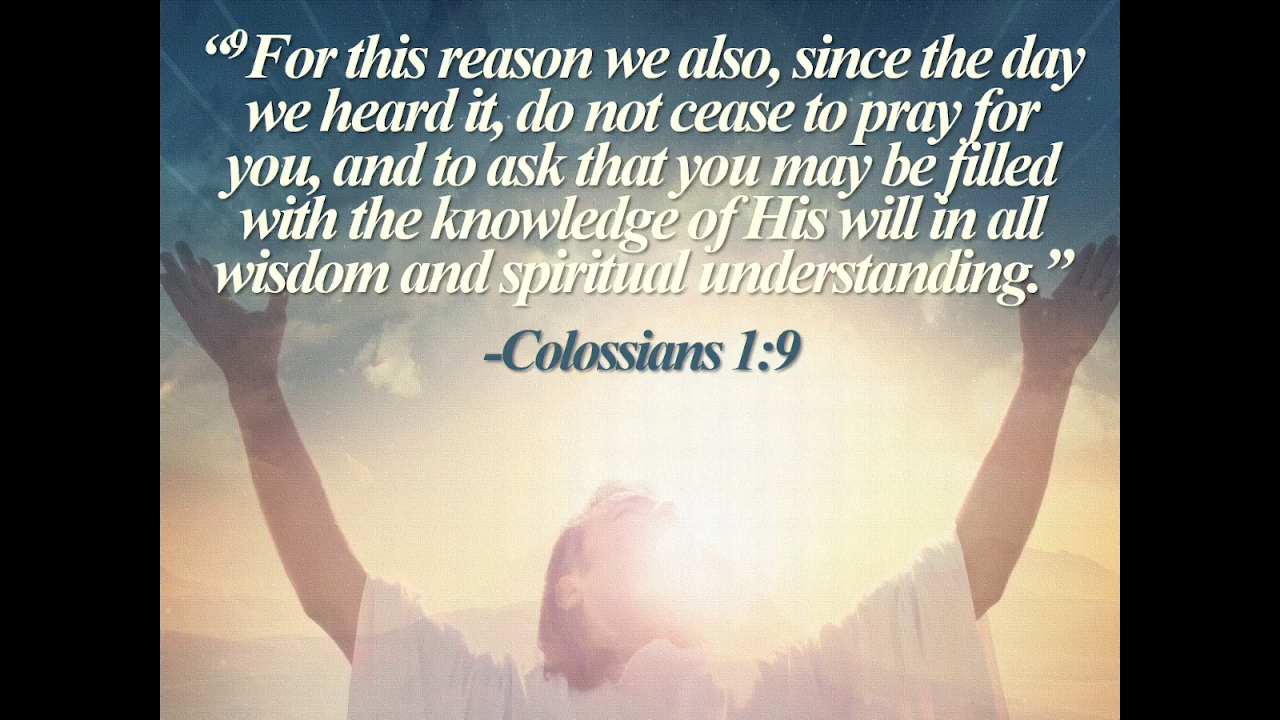 “⁹ For this reason we also, since the day
we heard it, do not cease to pray for
you, and to ask that you may be filled
with the knowledge of His will in all
wisdom and spiritual understanding.”
-Colossians 1:9